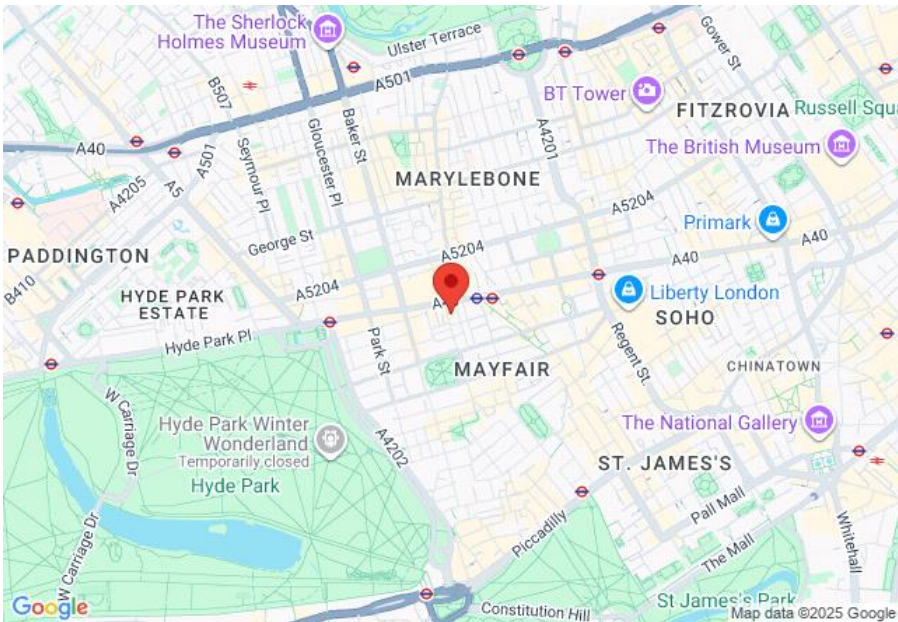 The Sherlock
Holmes Museum
Ulster Terrace
Gower St
A501
B507
BT Tower
FITZROVIA
Russell Squa
A40
A501
Gloucester Pl
Baker St
A4201
The British Museum
Seymour Pl
MARYLEBONE
A4205
A5
A5204
Primark
George St
A5204
A40
PADDINGTON
A40
B410
HYDE PARK
ESTATE
A5204
Liberty London
SOHO
Hyde Park Pl
Park St
Regent St.
MAYFAIR
CHINATOWN
W Carriage Dr
Hyde Park Winter
Wonderland
Temporarily closed
The National Gallery
A4202
ST. JAMES'S
Hyde Park
Pall Mall
Piccadilly
W Carriage Dr
The Mall
Whitehall
Google
Constitution Hill
St James's Park
Map data ©2025 Google